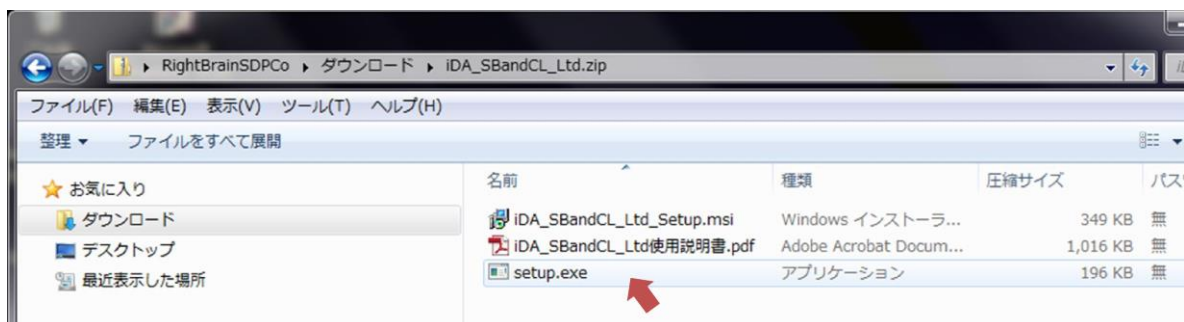 RightBrainSDPCo ▸ ダウンロード ▸ iDA_SBandCL_Ltd.zip
ファイル(F) 編集(E) 表示(V) ツール(T) ヘルプ(H)
整理 ファイルをすべて展開
お気に入り
ダウンロード
デスクトップ
最近表示した場所
名前 種類 圧縮サイズ
iDA_SBandCL_Ltd_Setup.msi Windows インストーラ... 349 KB 無
iDA_SBandCL_Ltd使用説明書.pdf Adobe Acrobat Docum... 1,016 KB 無
setup.exe アプリケーション 196 KB 無